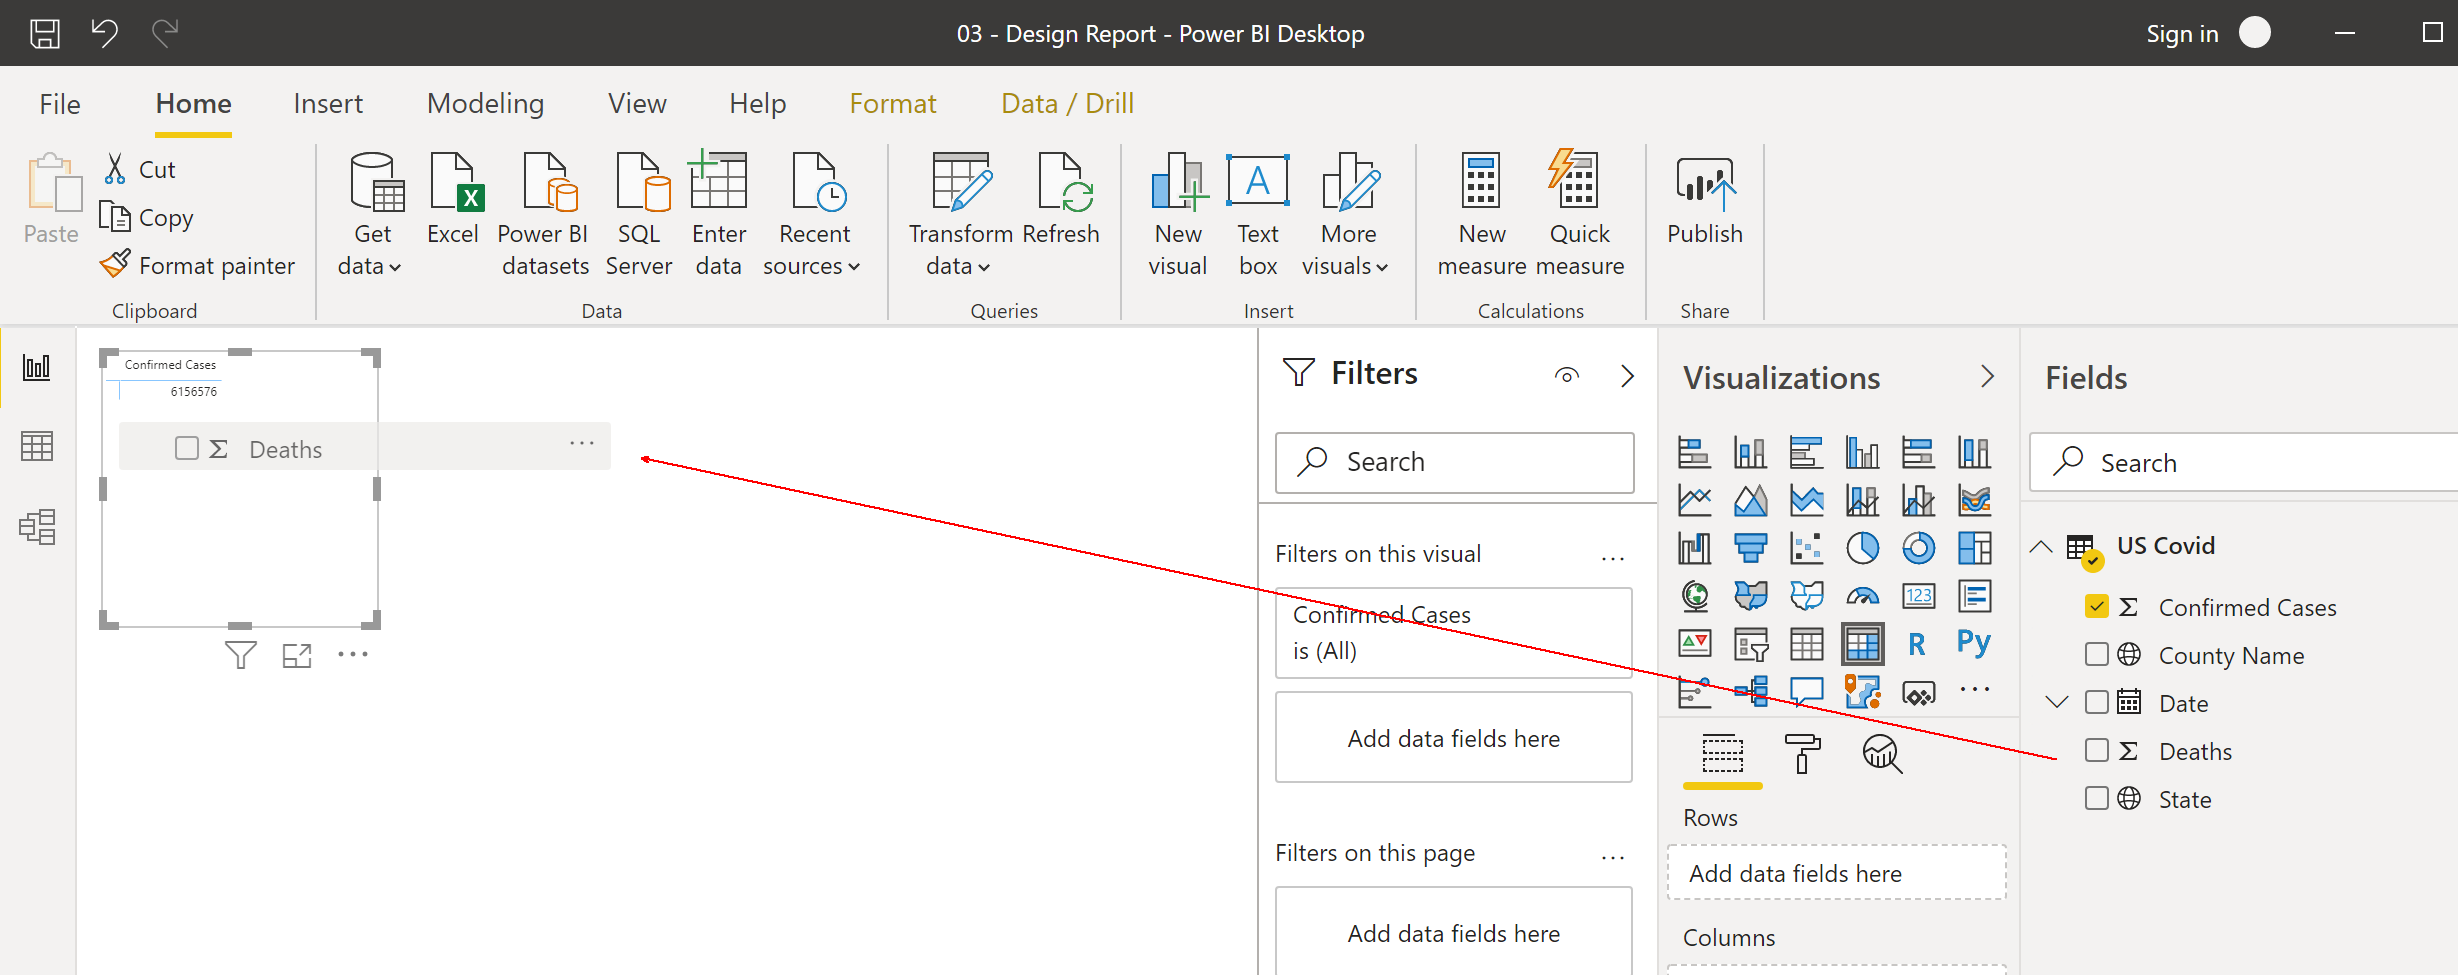 03 - Design Report - Power BI Desktop
Sign in
File
Home
Insert
Modeling
View
Help
Format
Data / Drill
Paste
Cut
Copy
Format painter
Clipboard
Get
data
Excel
Power BI
datasets
SQL
Server
Enter
data
Recent
sources
Data
Transform
data
Refresh
Queries
New
visual
Text
box
More
visuals
Insert
New
measure
Quick
measure
Calculations
Publish
Share
Confirmed Cases
6156576
Deaths
Filters
Search
Filters on this visual
Confirmed Cases
is (All)
Add data fields here
Filters on this page
Add data fields here
Visualizations
123
R
Py
Rows
Add data fields here
Columns
Fields
Search
US Covid
Confirmed Cases
County Name
Date
Deaths
State